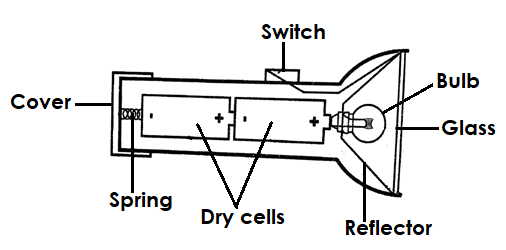 Switch
Bulb
Cover
Glass
- + - +
Spring
Dry cells
Reflector